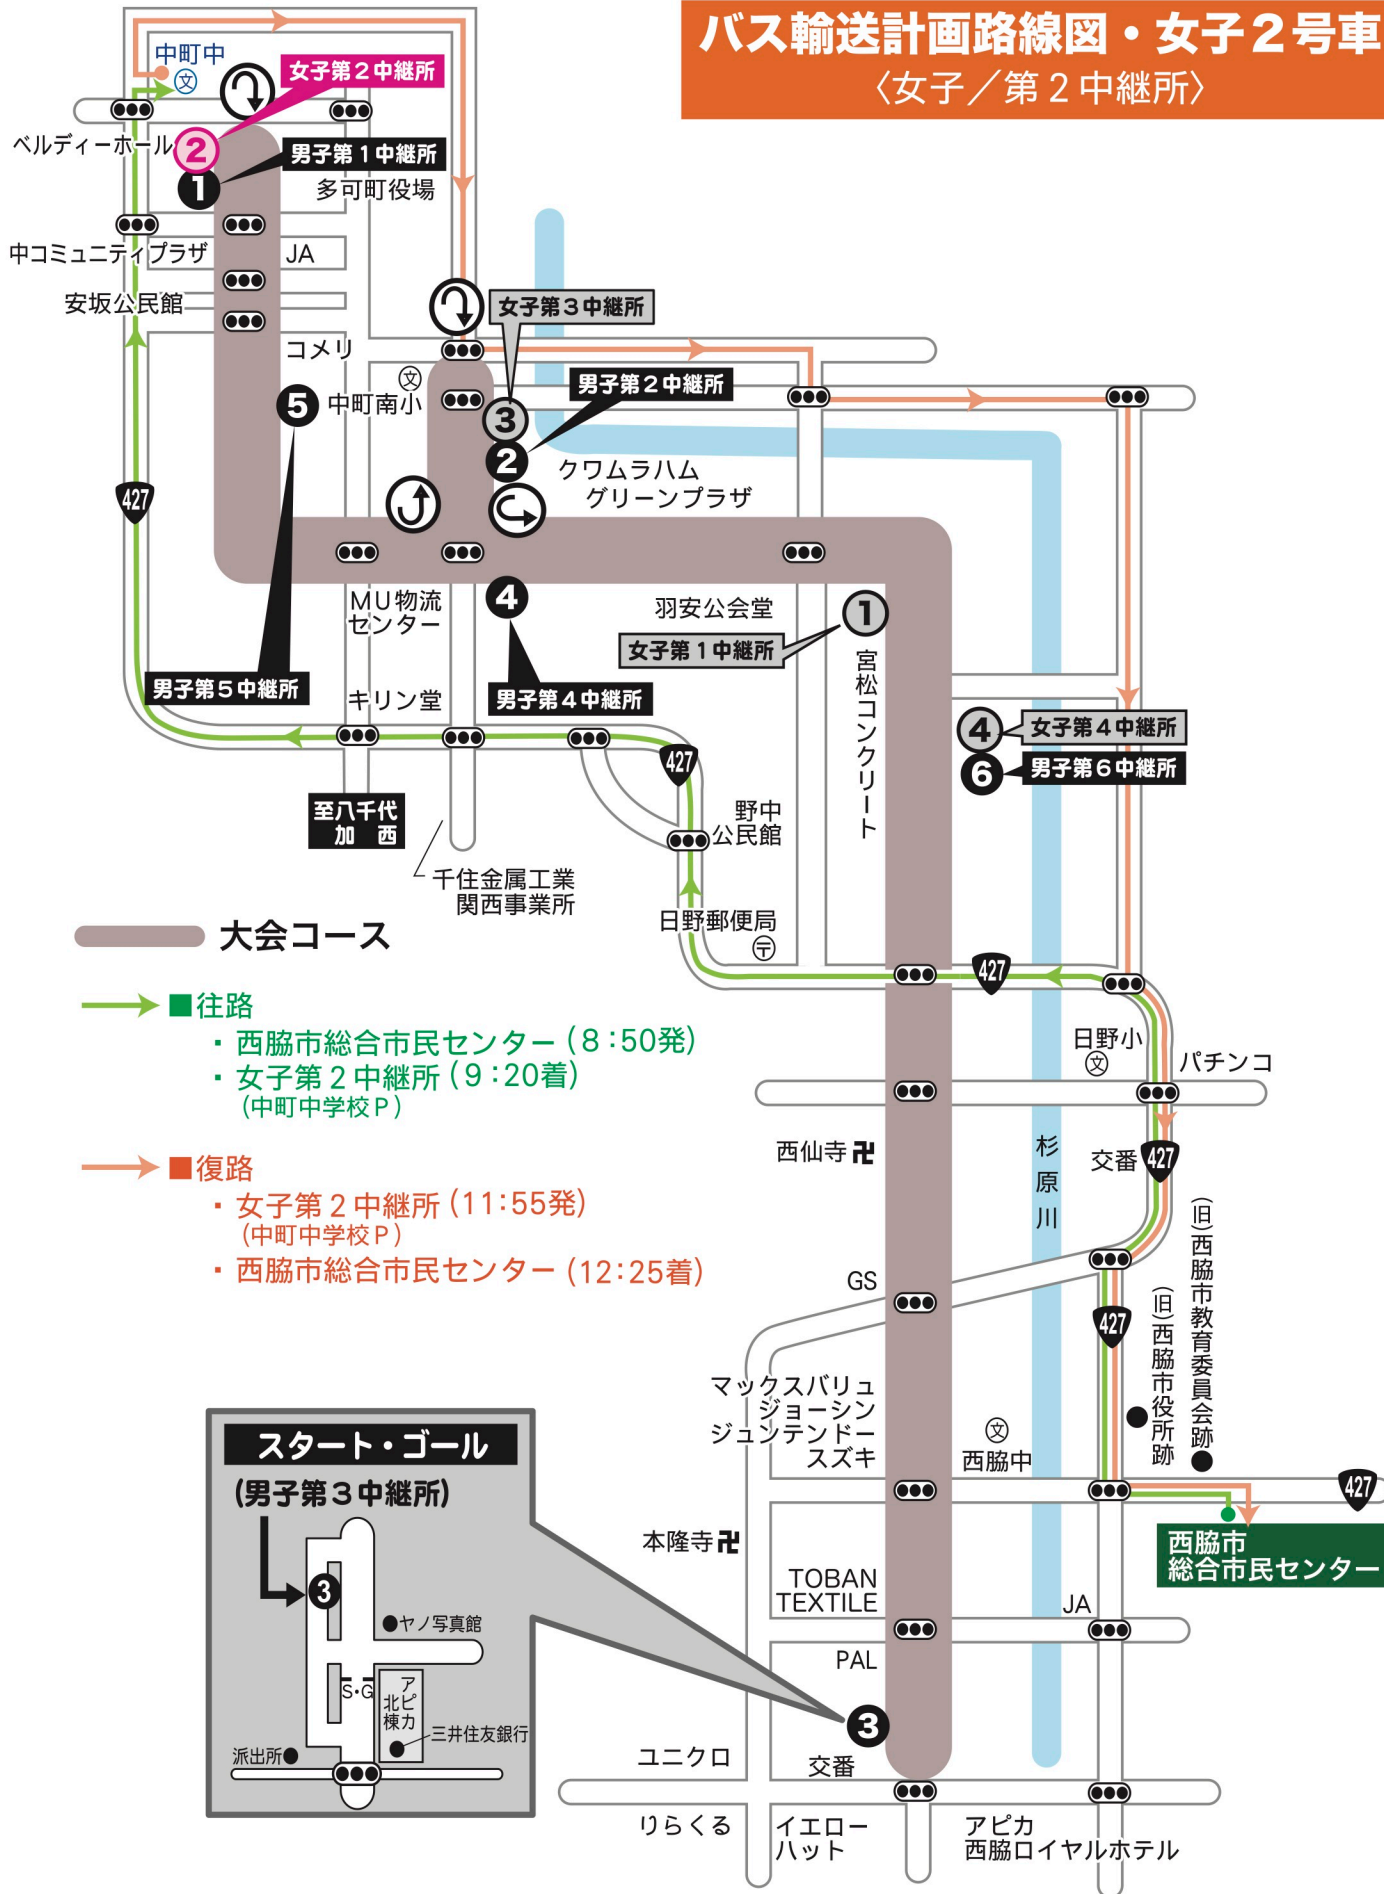 バス輸送計画路線図・女子2号車
〈女子／第2中継所〉
中町中
文
女子第2中継所
ベルディーホール
2
男子第1中継所
1
多可町役場
中コミュニティプラザ
JA
安坂公民館
女子第3中継所
コメリ
文
中町南小
5
男子第2中継所
3
2
クワムラハム
グリーンプラザ
427
MU物流
センター
4
羽安公会堂
1
女子第1中継所
宮松コンクリート
男子第5中継所
キリン堂
男子第4中継所
4
女子第4中継所
6
男子第6中継所
427
至八千代
加西
野中
公民館
千住金属工業
関西事業所
日野郵便局
〒
427
大会コース
■往路
・西脇市総合市民センター（8：50発）
・女子第2中継所（9：20着）
（中町中学校P）
日野小
文
パチンコ
■復路
・女子第2中継所（11：55発）
（中町中学校P）
・西脇市総合市民センター（12：25着）
西仙寺卍
杉原川
交番
427
(旧)西脇市教育委員会跡
(旧)西脇市役所跡
GS
427
マックスバリュ
ジョーシン
ジュンテンドー
スズキ
文
西脇中
427
西脇市
総合市民センター
本隆寺卍
TOBAN
TEXTILE
JA
PAL
3
スタート・ゴール
(男子第3中継所)
3
ヤノ写真館
S・G
アピカ
北棟
三井住友銀行
派出所
ユニクロ
交番
りらくる
イエロー
ハット
アピカ
西脇ロイヤルホテル